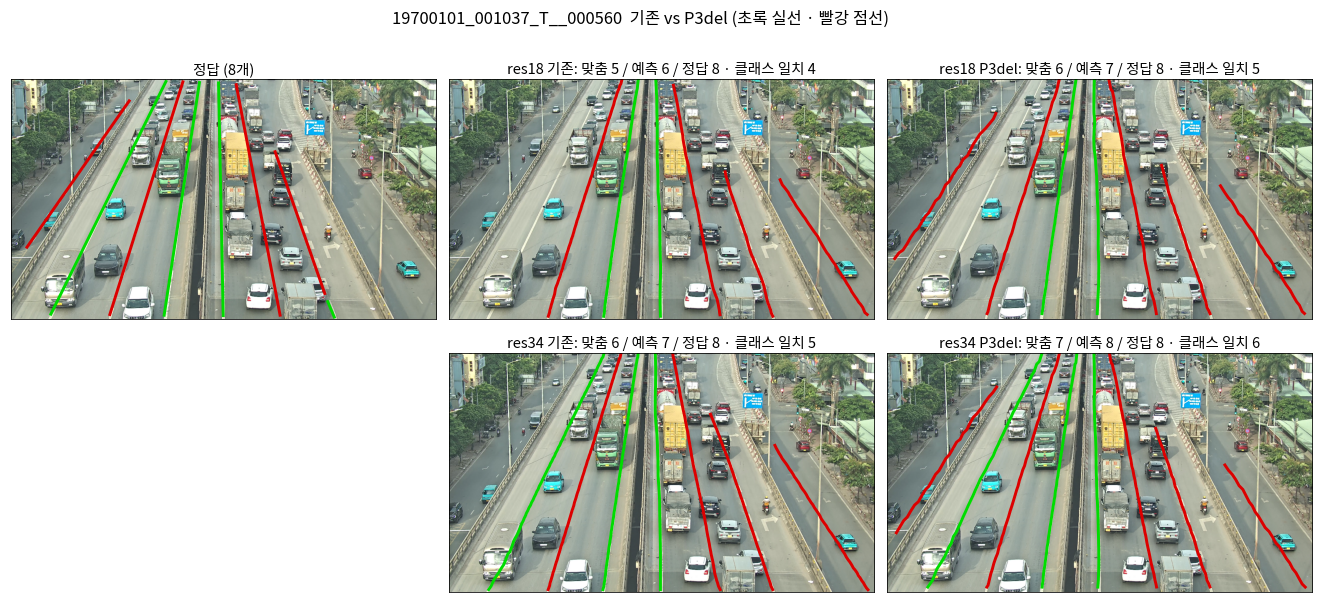 19700101_001037_T__000560 기존 vs P3del (초록 실선 · 빨강 점선)
정답 (8개)
res18 기존: 맞춤 5 / 예측 6 / 정답 8 · 클래스 일치 4
res18 P3del: 맞춤 6 / 예측 7 / 정답 8 · 클래스 일치 5
res34 기존: 맞춤 6 / 예측 7 / 정답 8 · 클래스 일치 5
res34 P3del: 맞춤 7 / 예측 8 / 정답 8 · 클래스 일치 6